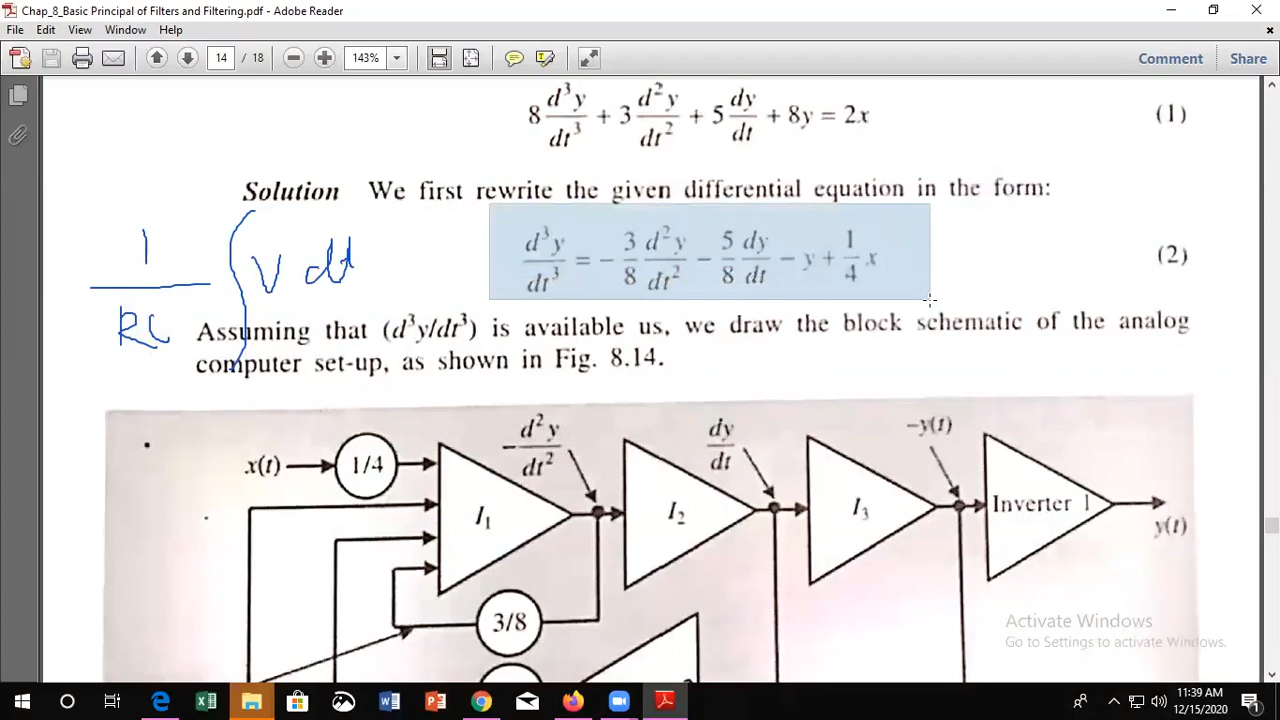 Chap_8_Basic Principal of Filters and Filtering.pdf - Adobe Reader
File Edit View Window Help
14 / 18 143% Comment Share
8 d³y/dt³ + 3 d²y/dt² + 5 dy/dt + 8y = 2x (1)
Solution We first rewrite the given differential equation in the form:
d³y/dt³ = − 3/8 d²y/dt² − 5/8 dy/dt − y + 1/4 x (2)
1/RC ∫ V dt
Assuming that (d³y/dt³) is available us, we draw the block schematic of the analog
computer set-up, as shown in Fig. 8.14.
x(t) 1/4 I₁ −d²y/dt² I₂ dy/dt I₃ −y(t) Inverter 1 y(t)
3/8
Activate Windows
Go to Settings to activate Windows.
11:39 AM
12/15/2020